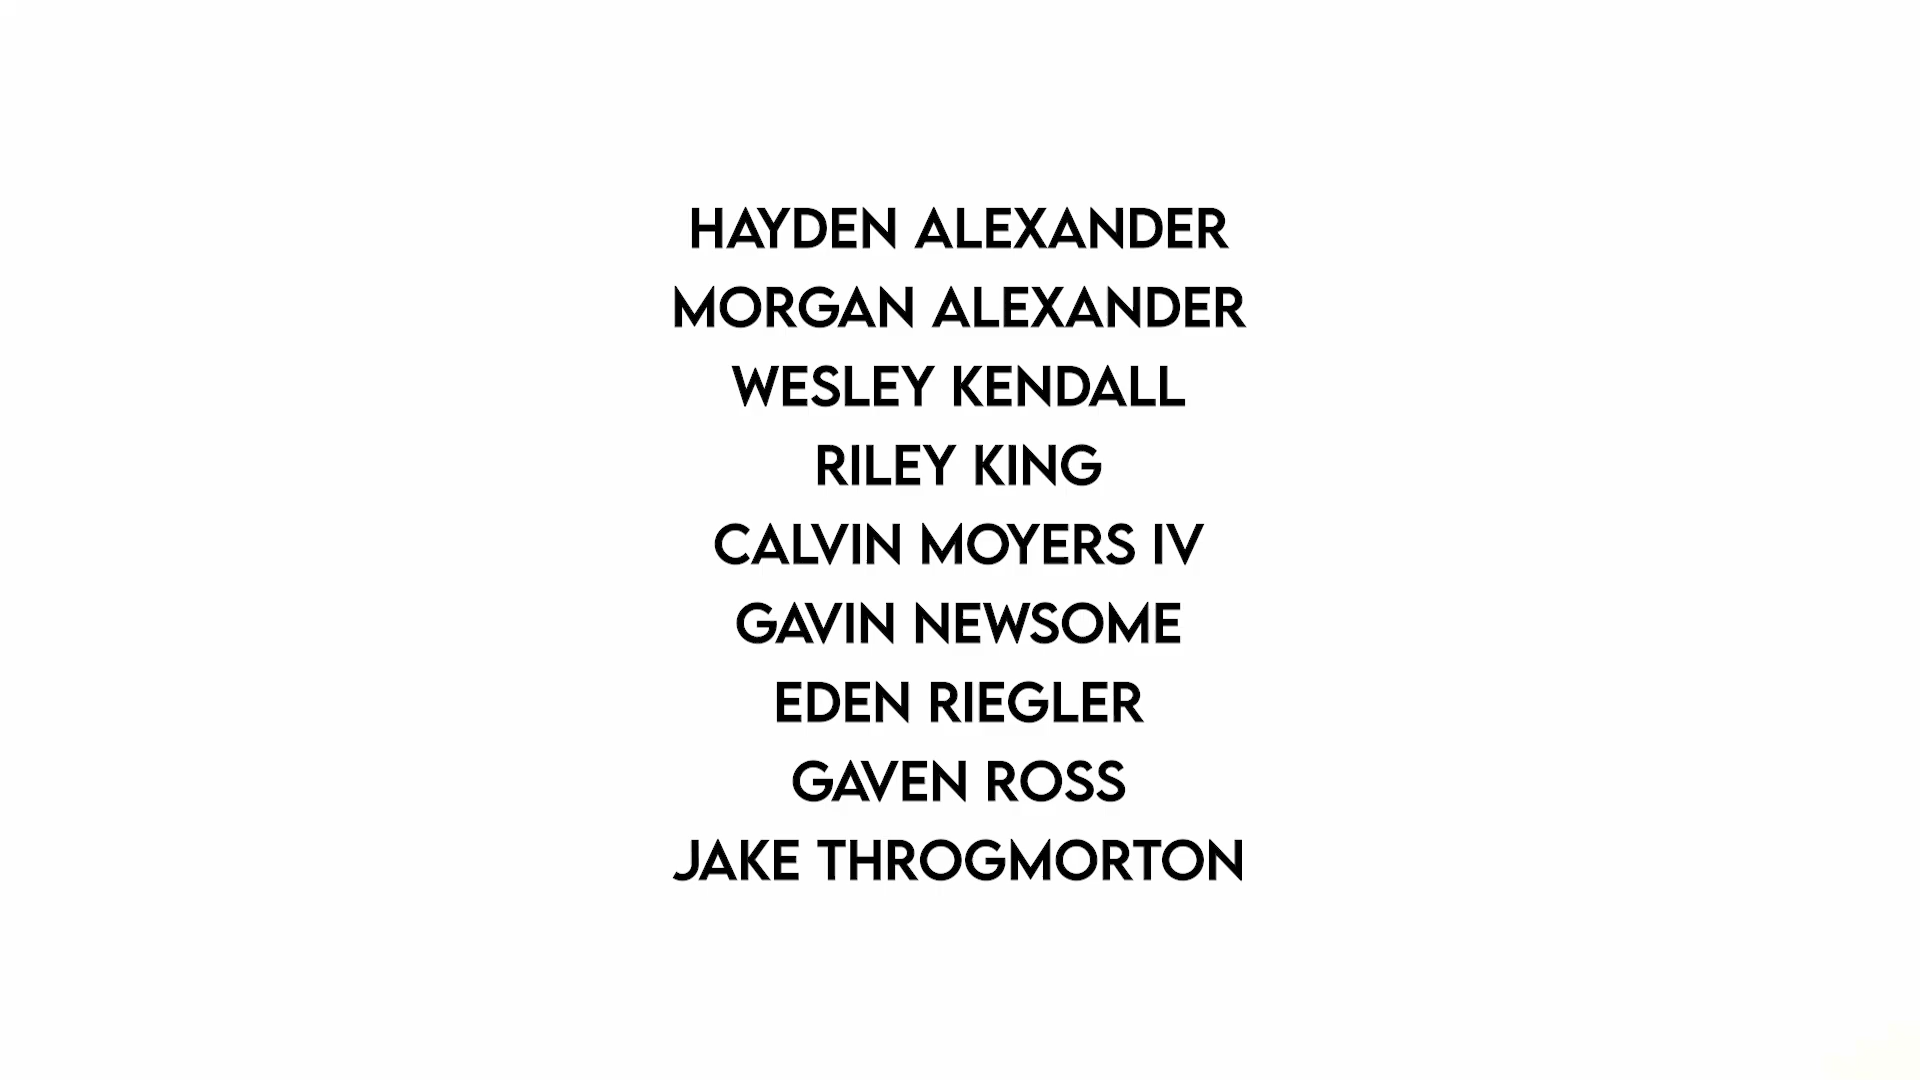 HAYDEN ALEXANDER
MORGAN ALEXANDER
WESLEY KENDALL
RILEY KING
CALVIN MOYERS IV
GAVIN NEWSOME
EDEN RIEGLER
GAVEN ROSS
JAKE THROGMORTON